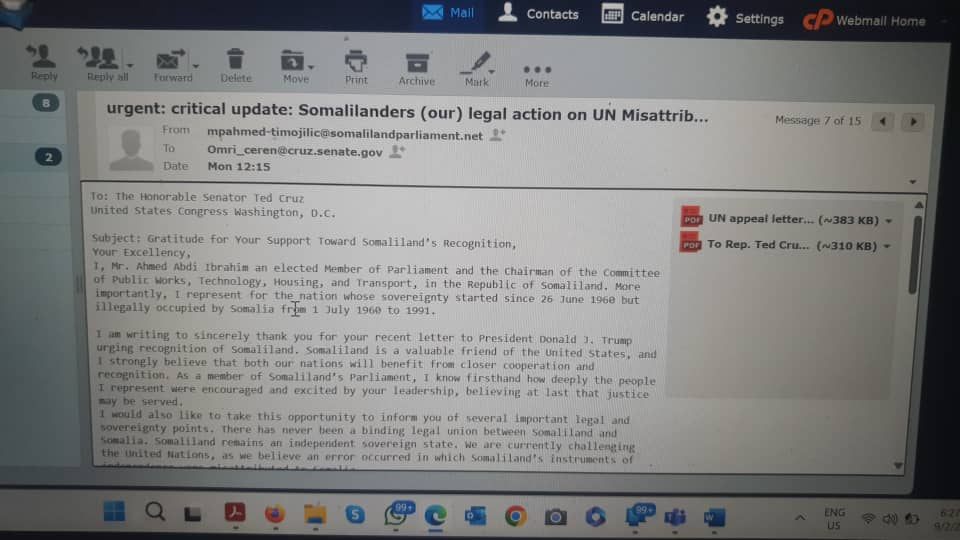 Mail
Contacts
Calendar
Settings
cP Webmail Home
Reply
Reply all
Forward
Delete
Move
Print
Archive
Mark
More
8
2
urgent: critical update: Somalilanders (our) legal action on UN Misattrib...
Message 7 of 15
From mpahmed-timojilic@somalilandparliament.net
To Omri_ceren@cruz.senate.gov
Date Mon 12:15
To: The Honorable Senator Ted Cruz
United States Congress Washington, D.C.
Subject: Gratitude for Your Support Toward Somaliland's Recognition,
Your Excellency,
I, Mr. Ahmed Abdi Ibrahim an elected Member of Parliament and the Chairman of the Committee
of Public Works, Technology, Housing, and Transport, in the Republic of Somaliland. More
importantly, I represent for the nation whose sovereignty started since 26 June 1960 but
illegally occupied by Somalia from 1 July 1960 to 1991.
I am writing to sincerely thank you for your recent letter to President Donald J. Trump
urging recognition of Somaliland. Somaliland is a valuable friend of the United States, and
I strongly believe that both our nations will benefit from closer cooperation and
recognition. As a member of Somaliland's Parliament, I know firsthand how deeply the people
I represent were encouraged and excited by your leadership, believing at last that justice
may be served.
I would also like to take this opportunity to inform you of several important legal and
sovereignty points. There has never been a binding legal union between Somaliland and
Somalia. Somaliland remains an independent sovereign state. We are currently challenging
the United Nations, as we believe an error occurred in which Somaliland's instruments of
PDF UN appeal letter... (~383 KB)
PDF To Rep. Ted Cru... (~310 KB)
99+
99+
ENG
US
6:27
9/2/2